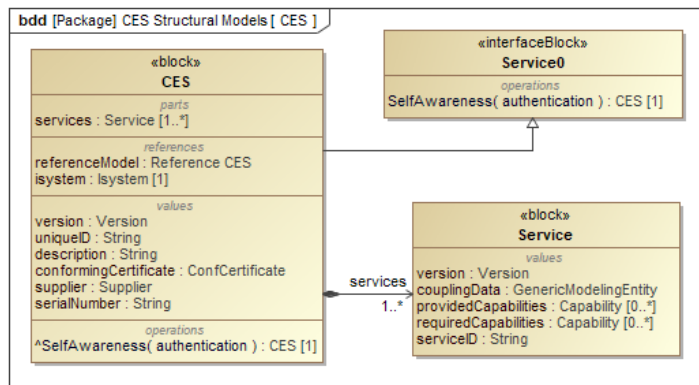 bdd [Package] CES Structural Models [ CES ]
«block»
CES
parts
services : Service [1..*]
references
referenceModel : Reference CES
isystem : Isystem [1]
values
version : Version
uniqueID : String
description : String
conformingCertificate : ConfCertificate
supplier : Supplier
serialNumber : String
operations
^SelfAwareness( authentication ) : CES [1]
«interfaceBlock»
Service0
operations
SelfAwareness( authentication ) : CES [1]
services
1..*
«block»
Service
values
version : Version
couplingData : GenericModelingEntity
providedCapabilities : Capability [0..*]
requiredCapabilities : Capability [0..*]
serviceID : String